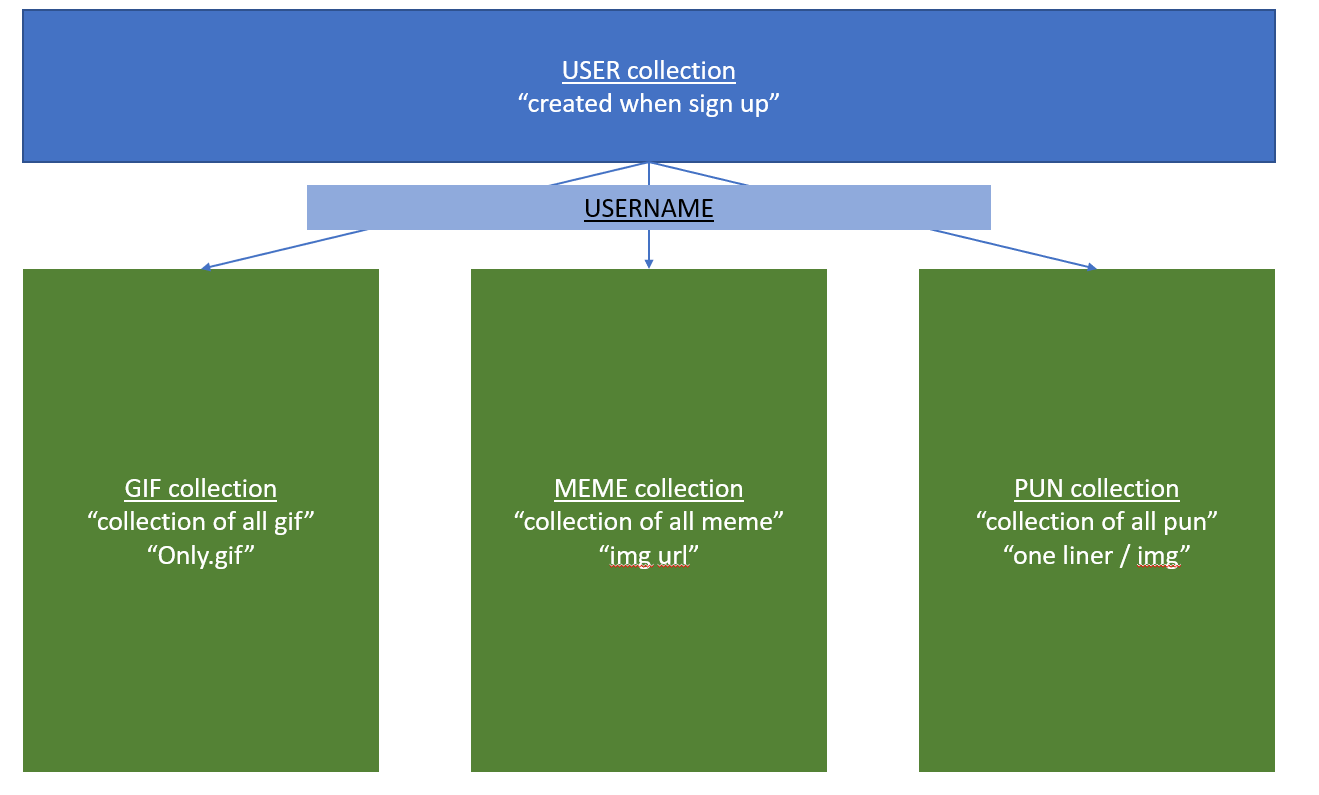 USER collection
“created when sign up”
USERNAME
GIF collection
“collection of all gif”
“Only.gif”
MEME collection
“collection of all meme”
“img url”
PUN collection
“collection of all pun”
“one liner / img”